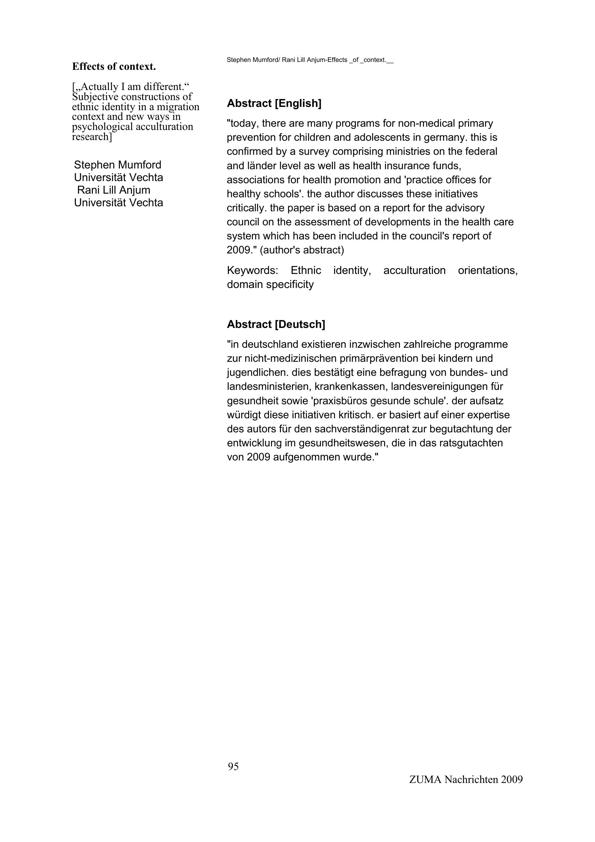 Stephen Mumford/ Rani Lill Anjum-Effects _of _context.__
Effects of context.
[„Actually I am different.“
Subjective constructions of
ethnic identity in a migration
context and new ways in
psychological acculturation
research]
Stephen Mumford
Universität Vechta
Rani Lill Anjum
Universität Vechta
Abstract [English]
"today, there are many programs for non-medical primary
prevention for children and adolescents in germany. this is
confirmed by a survey comprising ministries on the federal
and länder level as well as health insurance funds,
associations for health promotion and 'practice offices for
healthy schools'. the author discusses these initiatives
critically. the paper is based on a report for the advisory
council on the assessment of developments in the health care
system which has been included in the council's report of
2009." (author's abstract)
Keywords: Ethnic identity, acculturation orientations,
domain specificity
Abstract [Deutsch]
"in deutschland existieren inzwischen zahlreiche programme
zur nicht-medizinischen primärprävention bei kindern und
jugendlichen. dies bestätigt eine befragung von bundes- und
landesministerien, krankenkassen, landesvereinigungen für
gesundheit sowie 'praxisbüros gesunde schule'. der aufsatz
würdigt diese initiativen kritisch. er basiert auf einer expertise
des autors für den sachverständigenrat zur begutachtung der
entwicklung im gesundheitswesen, die in das ratsgutachten
von 2009 aufgenommen wurde."
95
ZUMA Nachrichten 2009